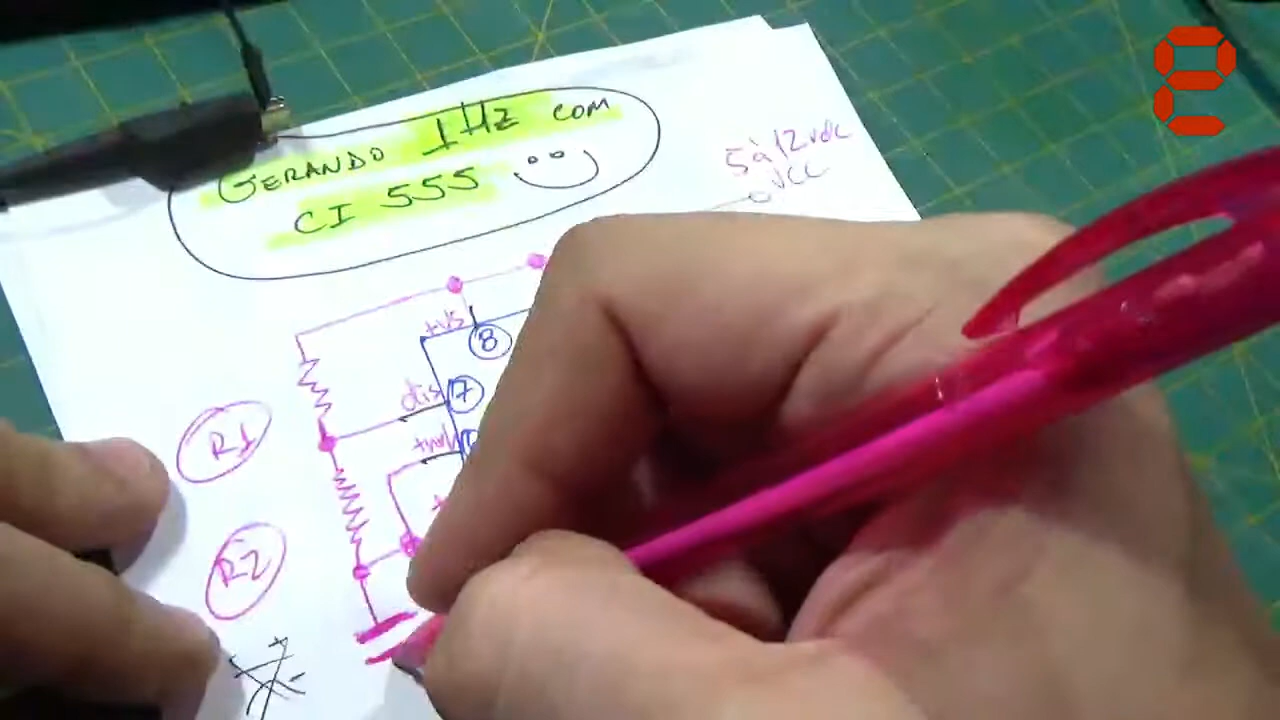 GERANDO 1Hz COM
CI 555
5 à 12 vdc
VCC
+VS
8
dis
7
R1
R2
e